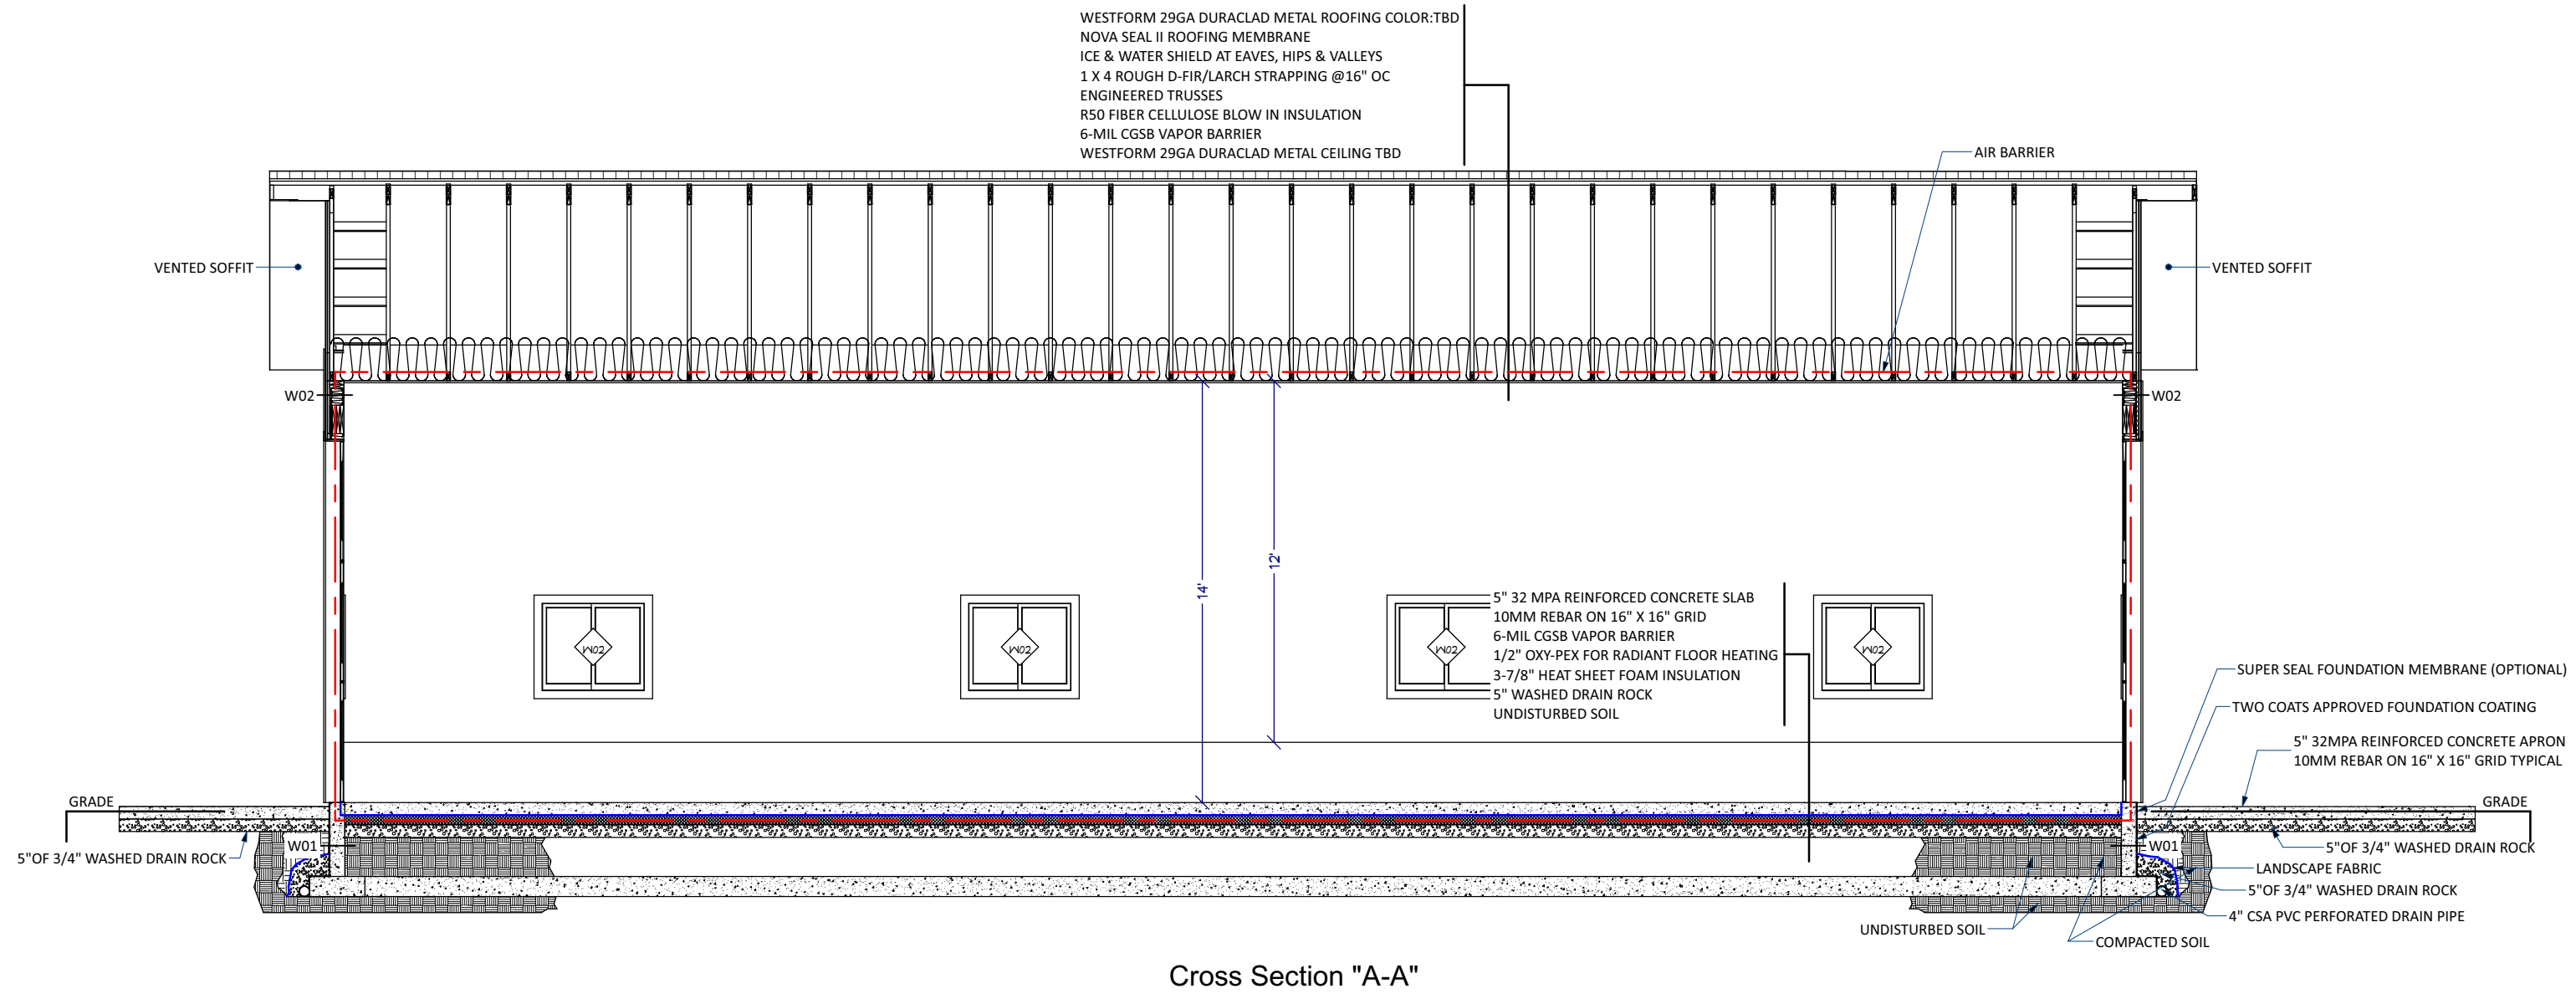 WESTFORM 29GA DURACLAD METAL ROOFING COLOR:TBD
NOVA SEAL II ROOFING MEMBRANE
ICE & WATER SHIELD AT EAVES, HIPS & VALLEYS
1 X 4 ROUGH D-FIR/LARCH STRAPPING @16" OC
ENGINEERED TRUSSES
R50 FIBER CELLULOSE BLOW IN INSULATION
6-MIL CGSB VAPOR BARRIER
WESTFORM 29GA DURACLAD METAL CEILING TBD
AIR BARRIER
VENTED SOFFIT
VENTED SOFFIT
W02
W02
12'
14'
W02
W02
W02
W02
5" 32 MPA REINFORCED CONCRETE SLAB
10MM REBAR ON 16" X 16" GRID
6-MIL CGSB VAPOR BARRIER
1/2" OXY-PEX FOR RADIANT FLOOR HEATING
3-7/8" HEAT SHEET FOAM INSULATION
5" WASHED DRAIN ROCK
UNDISTURBED SOIL
SUPER SEAL FOUNDATION MEMBRANE (OPTIONAL)
TWO COATS APPROVED FOUNDATION COATING
5" 32MPA REINFORCED CONCRETE APRON
10MM REBAR ON 16" X 16" GRID TYPICAL
GRADE
GRADE
W01
W01
5"OF 3/4" WASHED DRAIN ROCK
5"OF 3/4" WASHED DRAIN ROCK
LANDSCAPE FABRIC
5"OF 3/4" WASHED DRAIN ROCK
4" CSA PVC PERFORATED DRAIN PIPE
UNDISTURBED SOIL
COMPACTED SOIL
Cross Section "A-A"